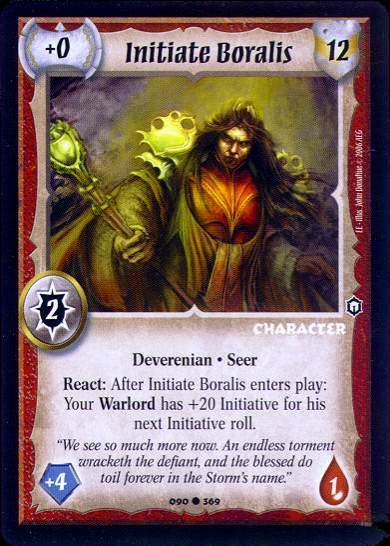 +0
Initiate Boralis
12
I.E. • Illus. John Donahue © 2006 AEG
2
CHARACTER
Deverenian • Seer
React: After Initiate Boralis enters play:
Your Warlord has +20 Initiative for his
next Initiative roll.
“We see so much more now. An endless torment
wracketh the defiant, and the blessed do
toil forever in the Storm’s name.”
+4
1
090 ● 369